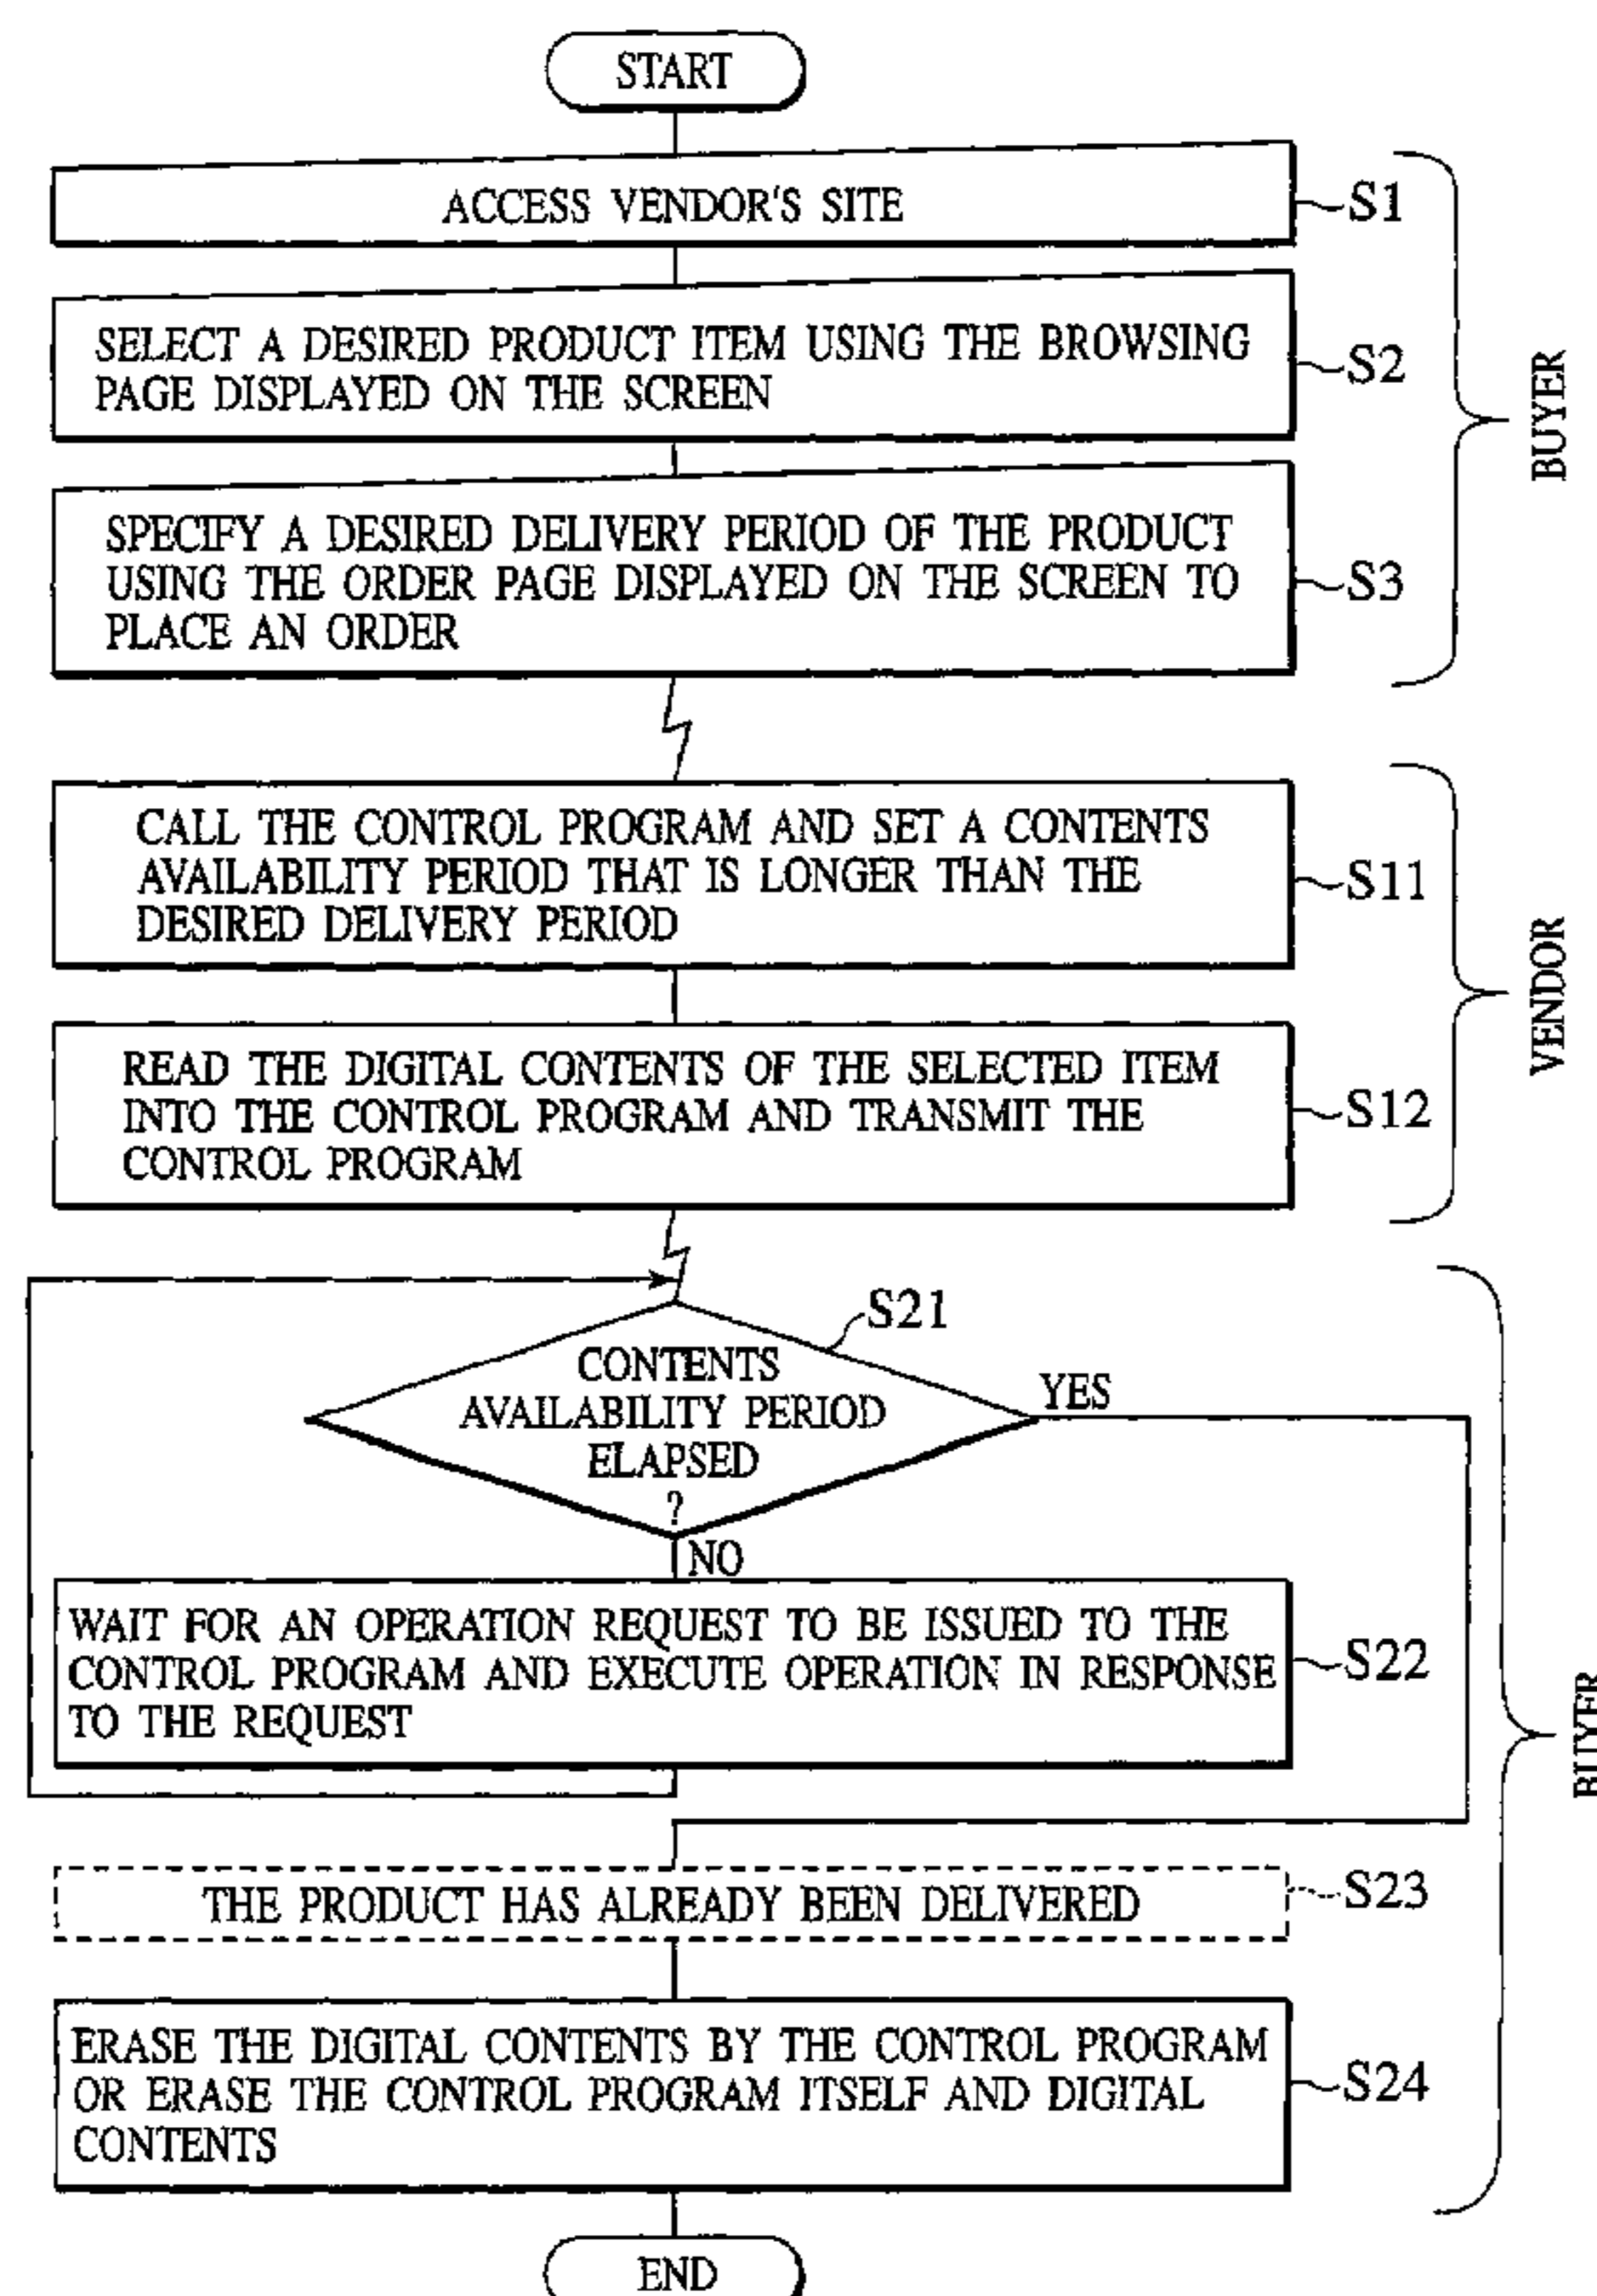 START
ACCESS VENDOR'S SITE
S1
SELECT A DESIRED PRODUCT ITEM USING THE BROWSING
PAGE DISPLAYED ON THE SCREEN
S2
SPECIFY A DESIRED DELIVERY PERIOD OF THE PRODUCT
USING THE ORDER PAGE DISPLAYED ON THE SCREEN TO
PLACE AN ORDER
S3
BUYER
CALL THE CONTROL PROGRAM AND SET A CONTENTS
AVAILABILITY PERIOD THAT IS LONGER THAN THE
DESIRED DELIVERY PERIOD
S11
READ THE DIGITAL CONTENTS OF THE SELECTED ITEM
INTO THE CONTROL PROGRAM AND TRANSMIT THE
CONTROL PROGRAM
S12
VENDOR
S21
CONTENTS
AVAILABILITY PERIOD
ELAPSED
?
YES
NO
WAIT FOR AN OPERATION REQUEST TO BE ISSUED TO THE
CONTROL PROGRAM AND EXECUTE OPERATION IN RESPONSE
TO THE REQUEST
S22
THE PRODUCT HAS ALREADY BEEN DELIVERED
S23
ERASE THE DIGITAL CONTENTS BY THE CONTROL PROGRAM
OR ERASE THE CONTROL PROGRAM ITSELF AND DIGITAL
CONTENTS
S24
BUYER
END